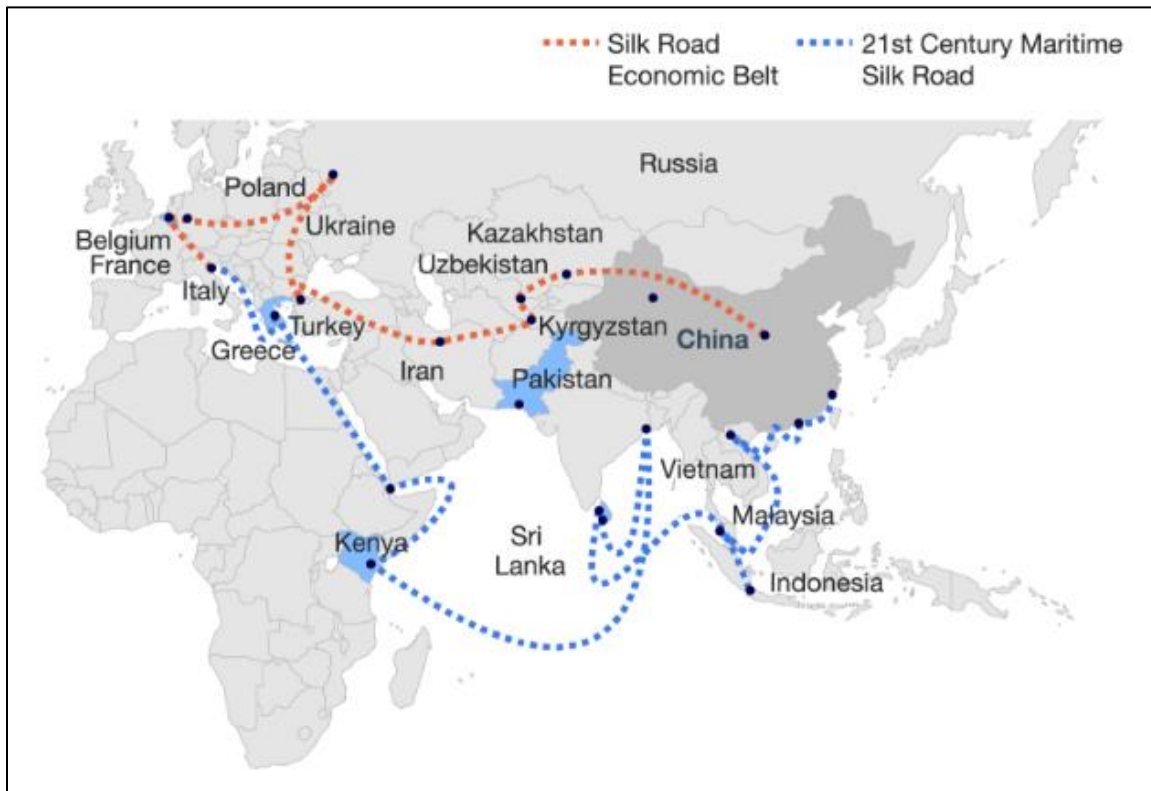 Silk Road
Economic Belt
21st Century Maritime
Silk Road
Russia
Poland
Ukraine
Kazakhstan
Belgium
France
Uzbekistan
Italy
Turkey
Kyrgyzstan
China
Greece
Iran
Pakistan
Vietnam
Malaysia
Sri
Lanka
Kenya
Indonesia